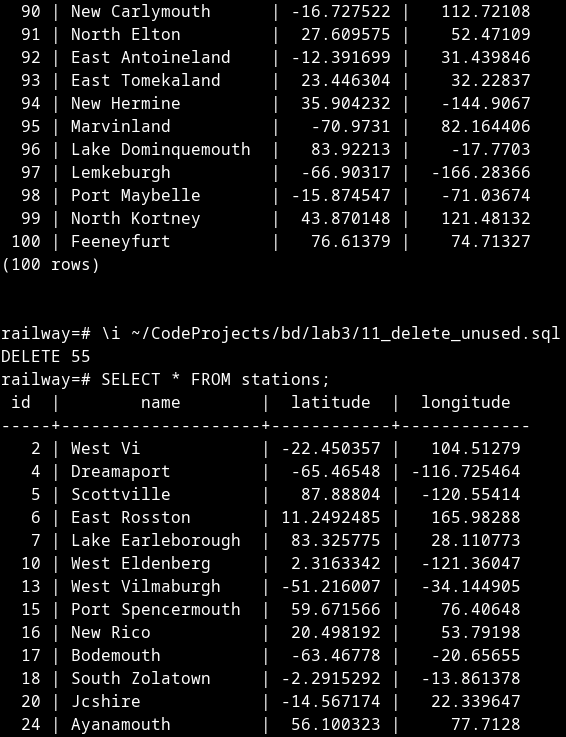 90 | New Carlymouth      | -16.727522 |   112.72108
  91 | North Elton         |  27.609575 |    52.47109
  92 | East Antoineland    | -12.391699 |   31.439846
  93 | East Tomekaland     |  23.446304 |    32.22837
  94 | New Hermine         |  35.904232 |   -144.9067
  95 | Marvinland          |   -70.9731 |   82.164406
  96 | Lake Dominquemouth  |   83.92213 |    -17.7703
  97 | Lemkeburgh          |  -66.90317 |  -166.28366
  98 | Port Maybelle       | -15.874547 |   -71.03674
  99 | North Kortney       |  43.870148 |   121.48132
 100 | Feeneyfurt          |   76.61379 |    74.71327
(100 rows)
railway=# \i ~/CodeProjects/bd/lab3/11_delete_unused.sql
DELETE 55
railway=# SELECT * FROM stations;
 id  |        name        |  latitude  |  longitude
-----+--------------------+------------+-------------
   2 | West Vi            | -22.450357 |   104.51279
   4 | Dreamaport         |  -65.46548 | -116.725464
   5 | Scottville         |   87.88804 |  -120.55414
   6 | East Rosston       | 11.2492485 |   165.98288
   7 | Lake Earleborough  |  83.325775 |   28.110773
  10 | West Eldenberg     |  2.3163342 |  -121.36047
  13 | West Vilmaburgh    | -51.216007 |  -34.144905
  15 | Port Spencermouth  |  59.671566 |    76.40648
  16 | New Rico           |  20.498192 |    53.79198
  17 | Bodemouth          |  -63.46778 |   -20.65655
  18 | South Zolatown     | -2.2915292 |  -13.861378
  20 | Jcshire            | -14.567174 |   22.339647
  24 | Ayanamouth         |  56.100323 |     77.7128